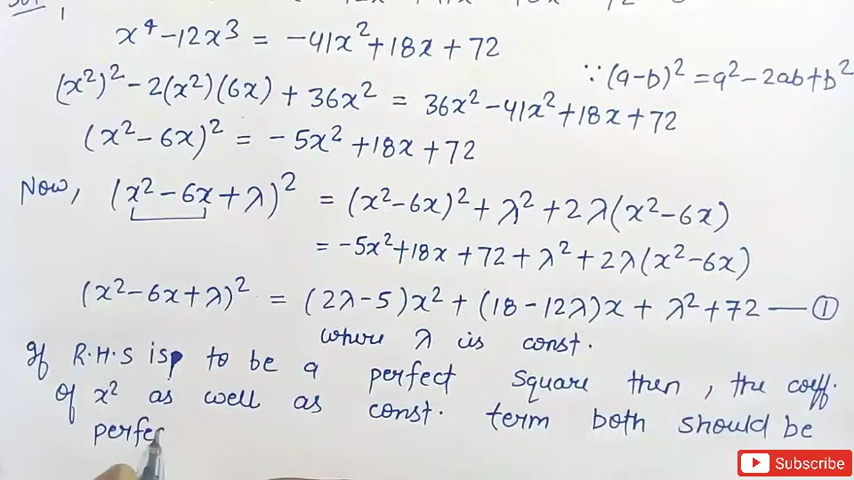 x⁴ - 12x³ = -41x² + 18x + 72
∵ (a-b)² = a² - 2ab + b²
(x²)² - 2(x²)(6x) + 36x² = 36x² - 41x² + 18x + 72
(x² - 6x)² = -5x² + 18x + 72
Now, (x² - 6x + λ)² = (x² - 6x)² + λ² + 2λ(x² - 6x)
= -5x² + 18x + 72 + λ² + 2λ(x² - 6x)
(x² - 6x + λ)² = (2λ - 5)x² + (18 - 12λ)x + λ² + 72 — ①
where λ is const.
If R.H.S is to be a perfect square then, the coeff.
of x² as well as const. term both should be
perfe
Subscribe